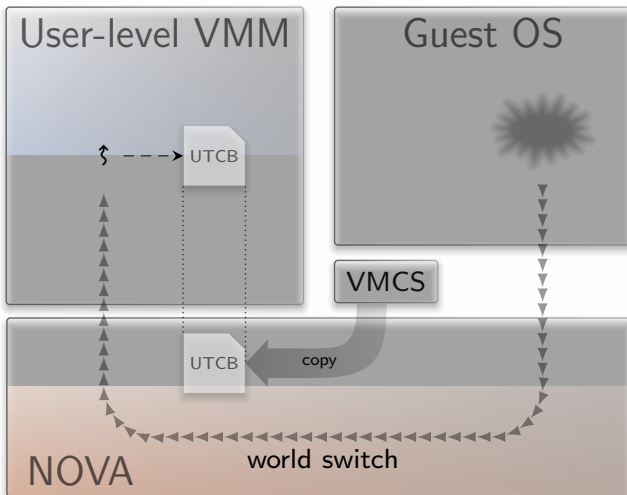 User-level VMM
Guest OS
UTCB
VMCS
UTCB
copy
world switch
NOVA